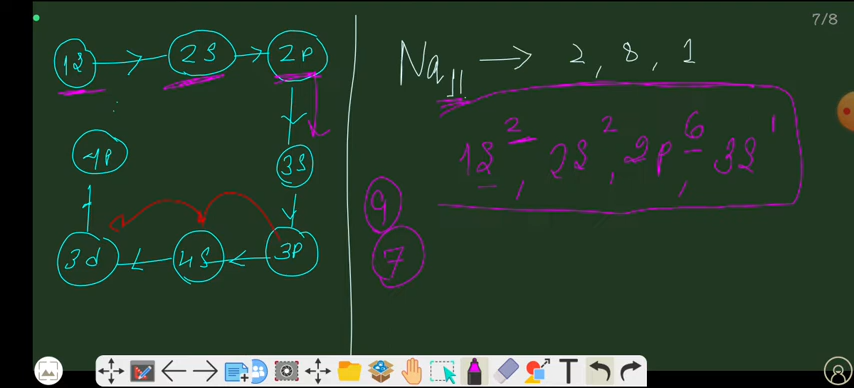 7/8
1S → 2S → 2P
3S
3P
4S
3d
4P
Na11 → 2, 8, 1
1S², 2S², 2P⁶, 3S¹
9
7
T